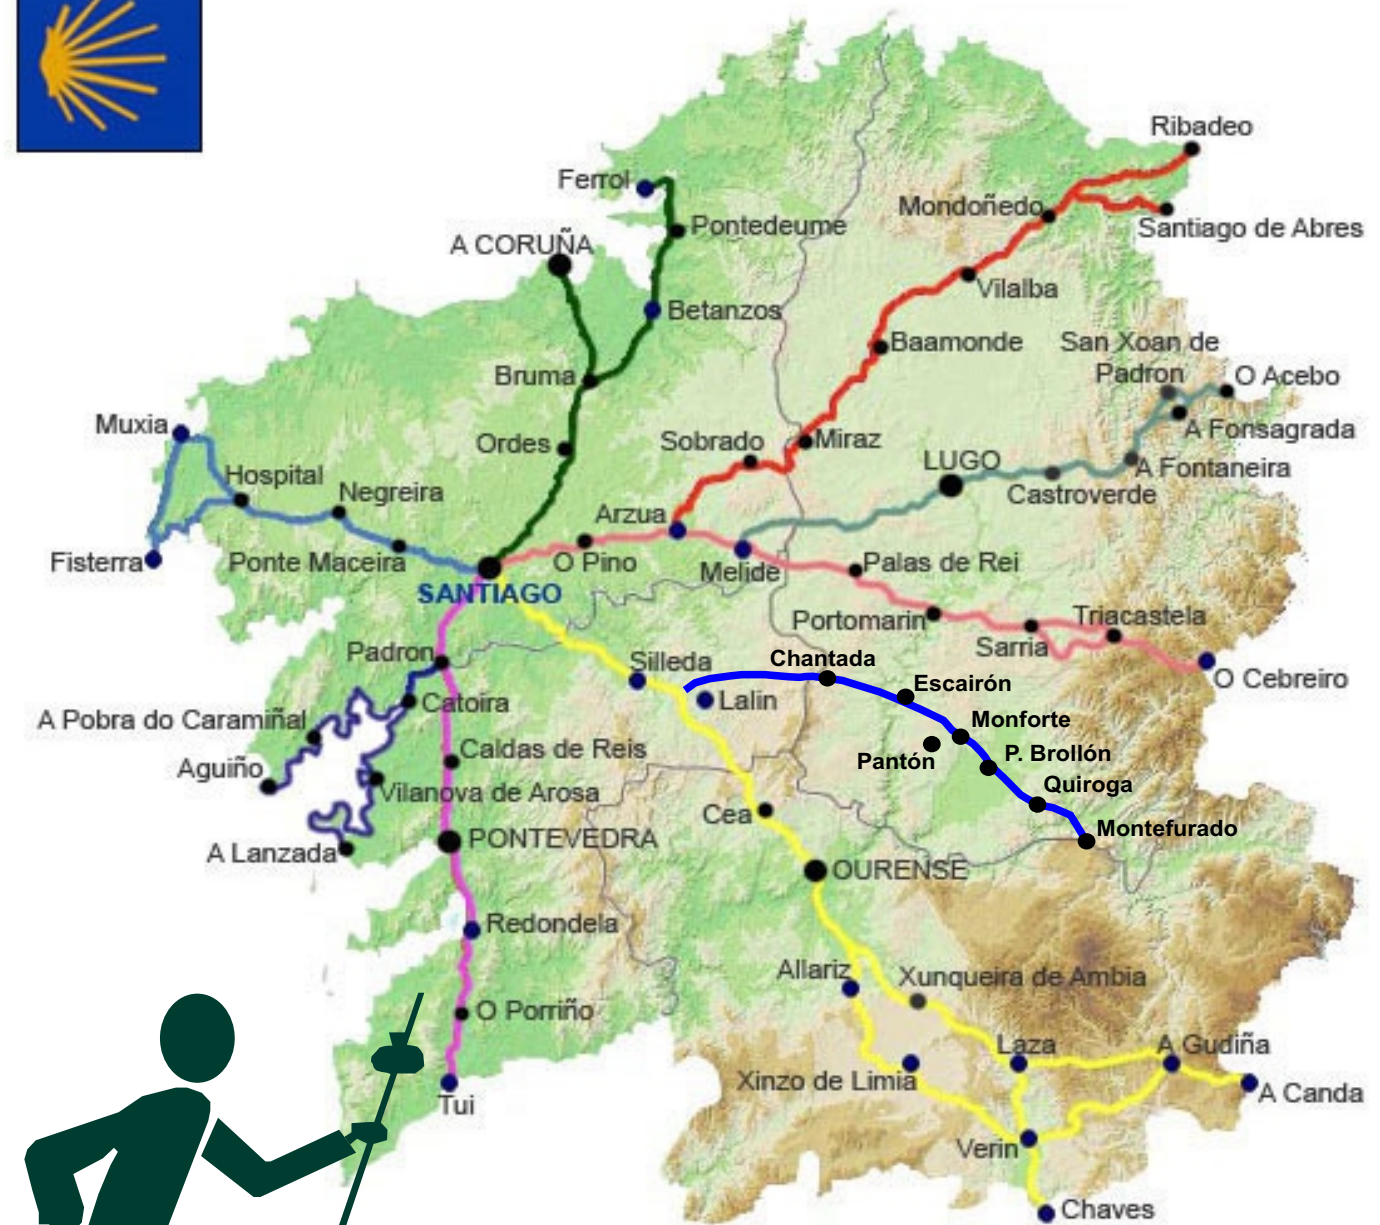 Ribadeo
Ferrol
Mondoñedo
Pontedeume
Santiago de Abres
A CORUÑA
Vilalba
Betanzos
Baamonde
San Xoan de
Padron
O Acebo
Bruma
Muxia
A Fonsagrada
Ordes
Sobrado
Miraz
LUGO
A Fontaneira
Hospital
Negreira
Castroverde
Arzua
Fisterra
Ponte Maceira
O Pino
Melide
Palas de Rei
SANTIAGO
Portomarin
Triacastela
Sarria
Padron
Silleda
Chantada
O Cebreiro
Escairón
Lalin
Catoira
A Pobra do Caramiñal
Monforte
Caldas de Reis
P. Brollón
Pantón
Aguiño
Quiroga
Vilanova de Arosa
Cea
Montefurado
PONTEVEDRA
A Lanzada
OURENSE
Redondela
Allariz
Xunqueira de Ambia
O Porriño
Laza
A Gudiña
Xinzo de Limia
A Canda
Tui
Verin
Chaves